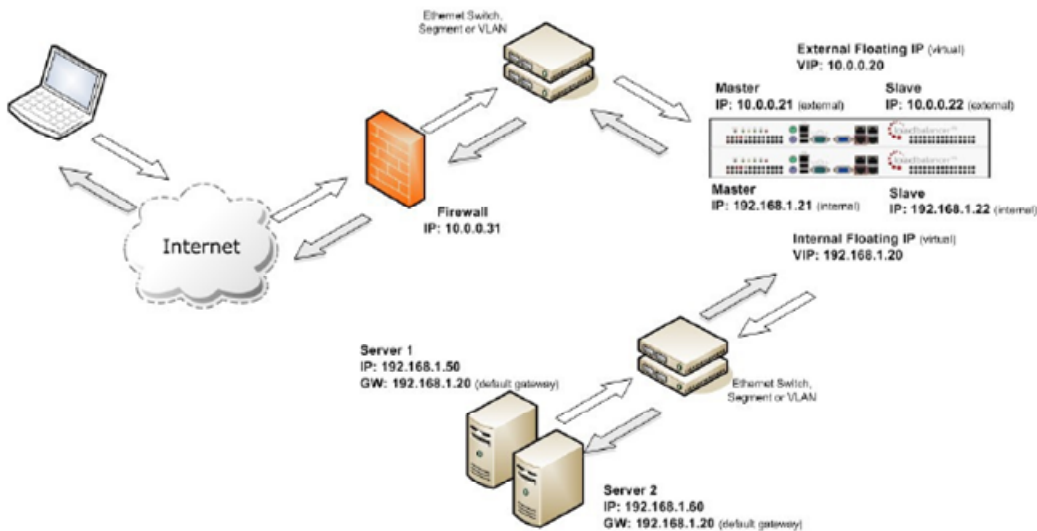 Ethernet Switch,
Segment or VLAN
External Floating IP (virtual)
VIP: 10.0.0.20
Master
IP: 10.0.0.21 (external)
Slave
IP: 10.0.0.22 (external)
loadbalancer
loadbalancer
Master
IP: 192.168.1.21 (internal)
Slave
IP: 192.168.1.22 (internal)
Firewall
IP: 10.0.0.31
Internet
Internal Floating IP (virtual)
VIP: 192.168.1.20
Server 1
IP: 192.168.1.50
GW: 192.168.1.20 (default gateway)
Ethernet Switch,
Segment or VLAN
Server 2
IP: 192.168.1.60
GW: 192.168.1.20 (default gateway)